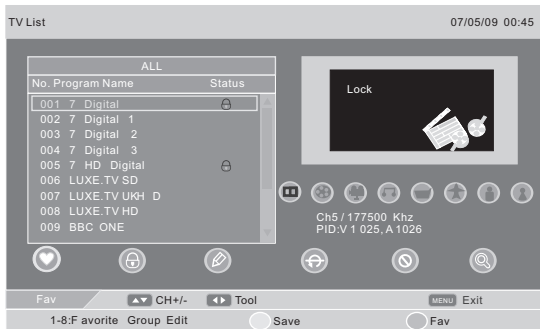 TV List 07/05/09 00:45
ALL
No. Program Name Status
001 7 Digital
002 7 Digital 1
003 7 Digital 2
004 7 Digital 3
005 7 HD Digital
006 LUXE.TV SD
007 LUXE.TV UKH D
008 LUXE.TV HD
009 BBC ONE
Lock
Ch5 / 177500 Khz
PID:V 1 025, A 1026
Fav CH+/- Tool MENU Exit
1-8:F avorite Group Edit Save Fav